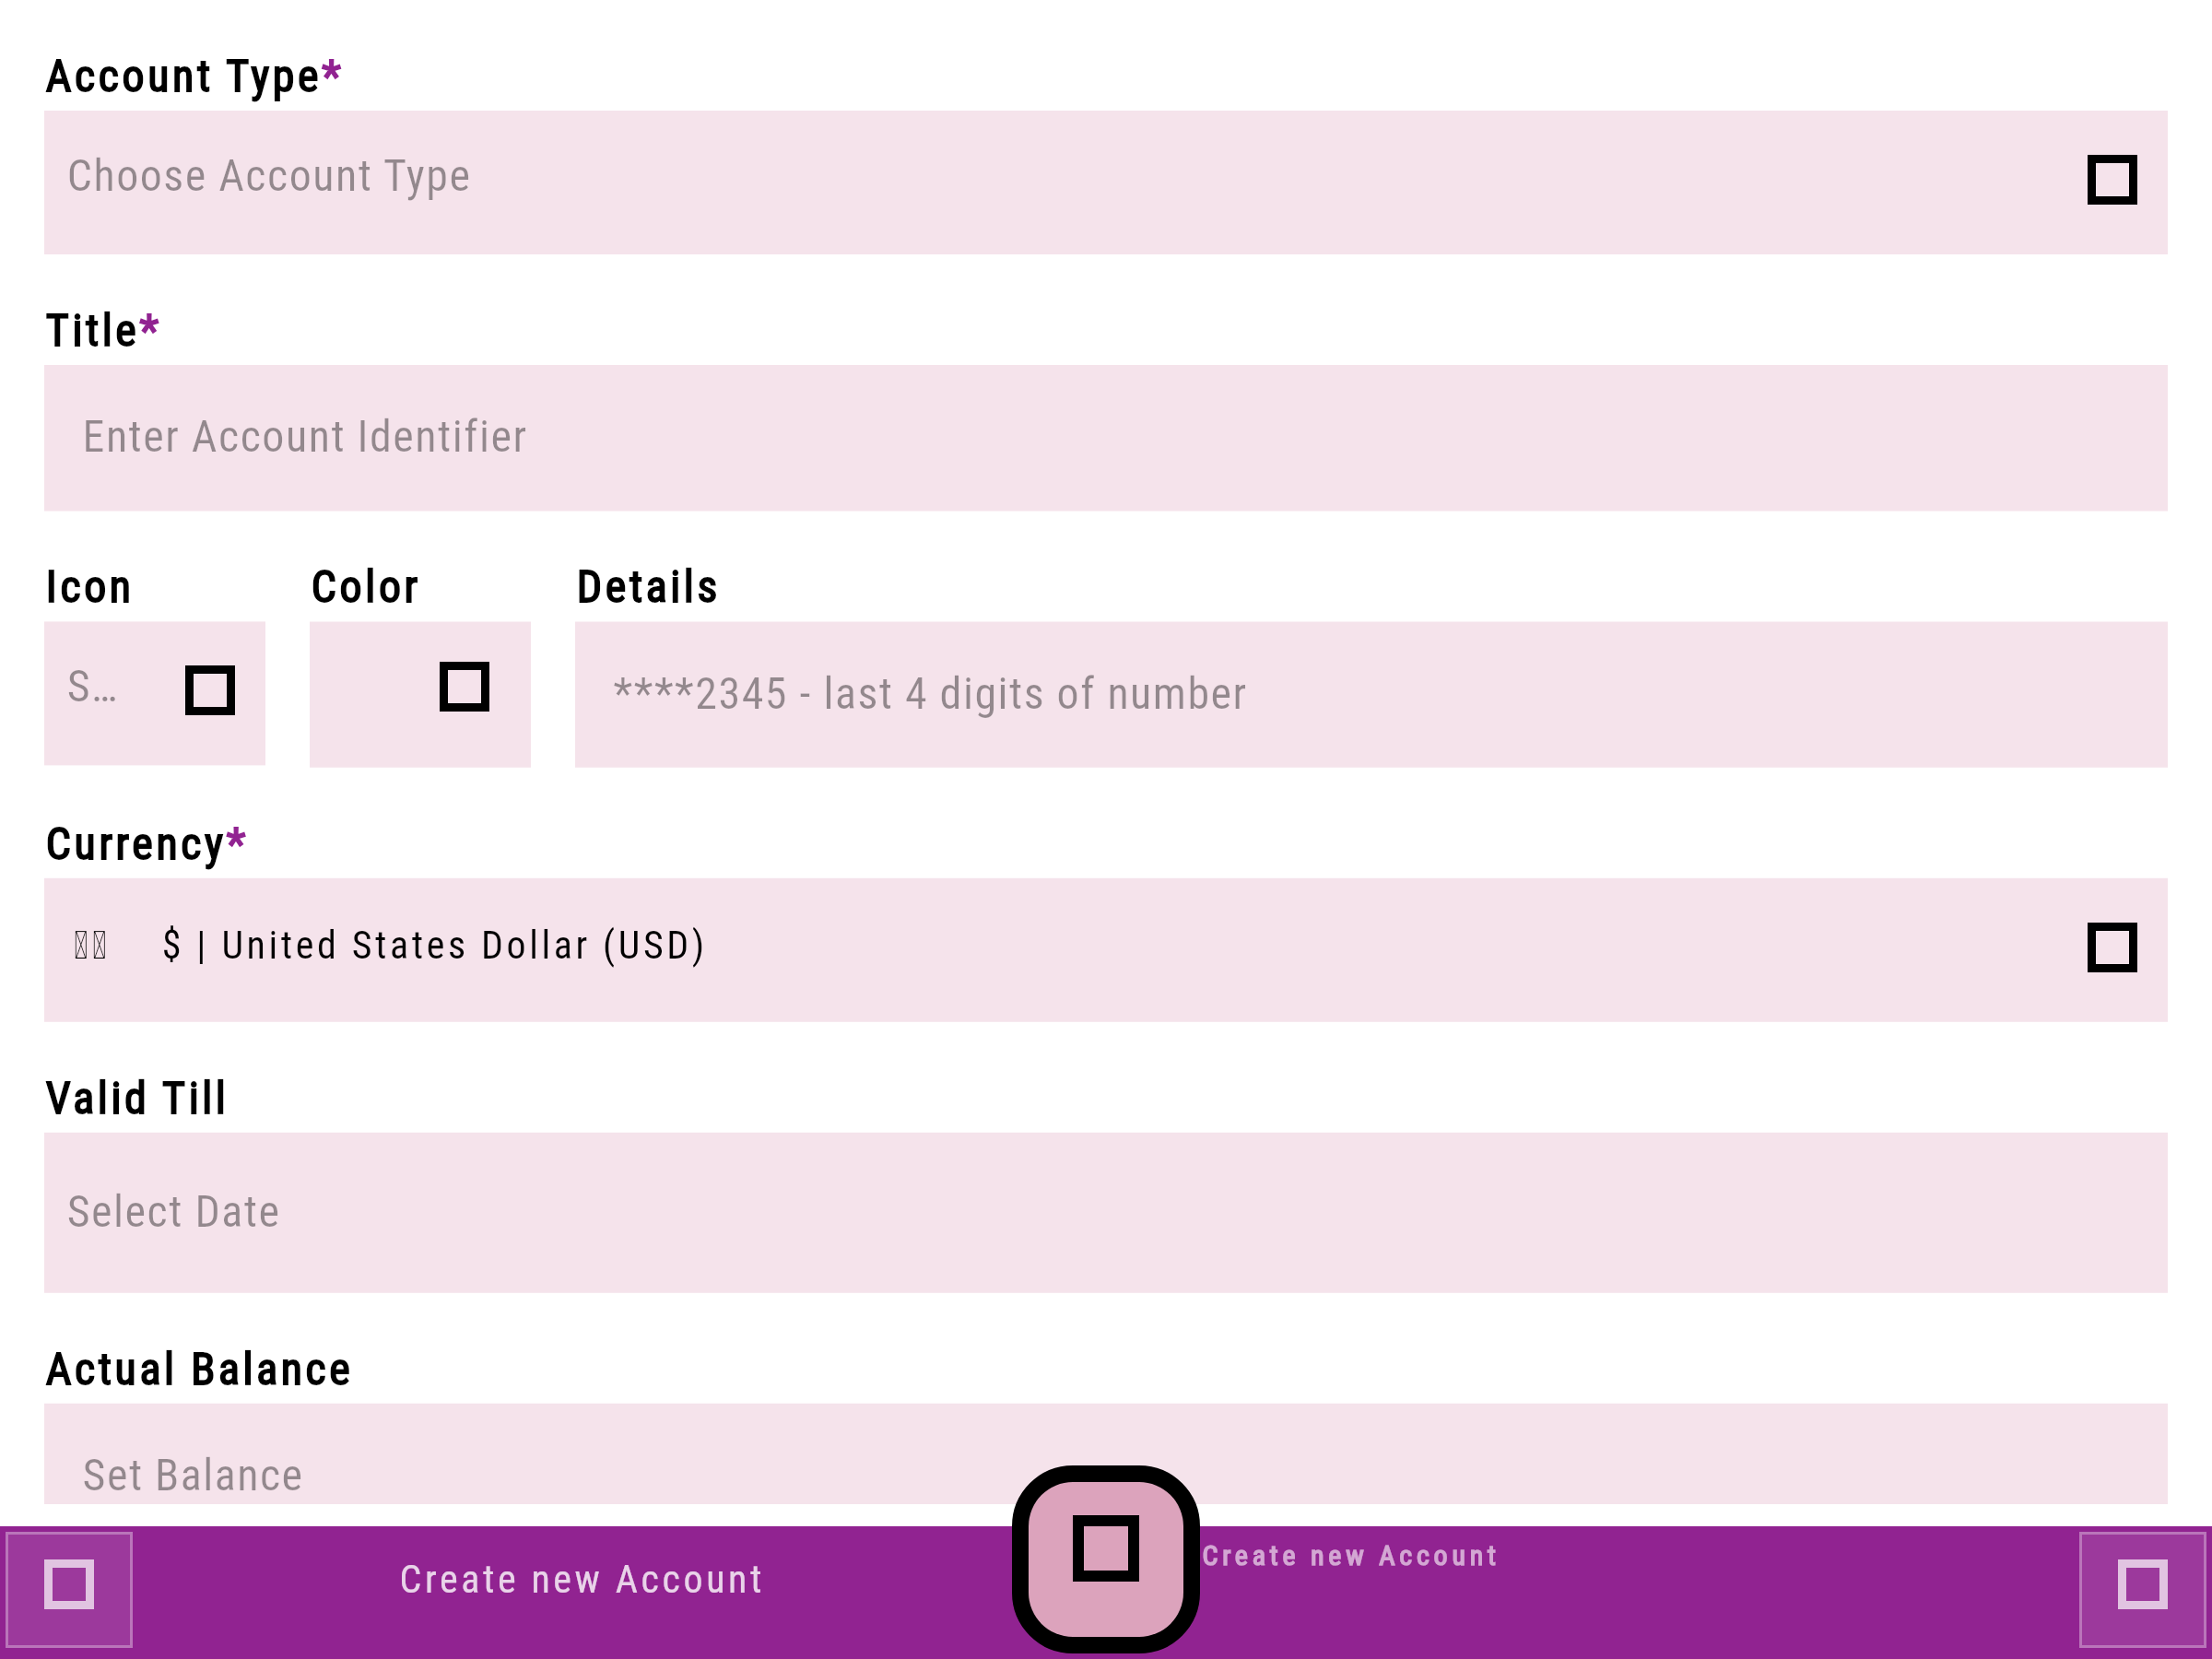 Account Type*
Choose Account Type
Title*
Enter Account Identifier
Icon Color Details
S… ****2345 - last 4 digits of number
Currency*
$ | United States Dollar (USD)
Valid Till
Select Date
Actual Balance
Set Balance
Create new Account
Create new Account